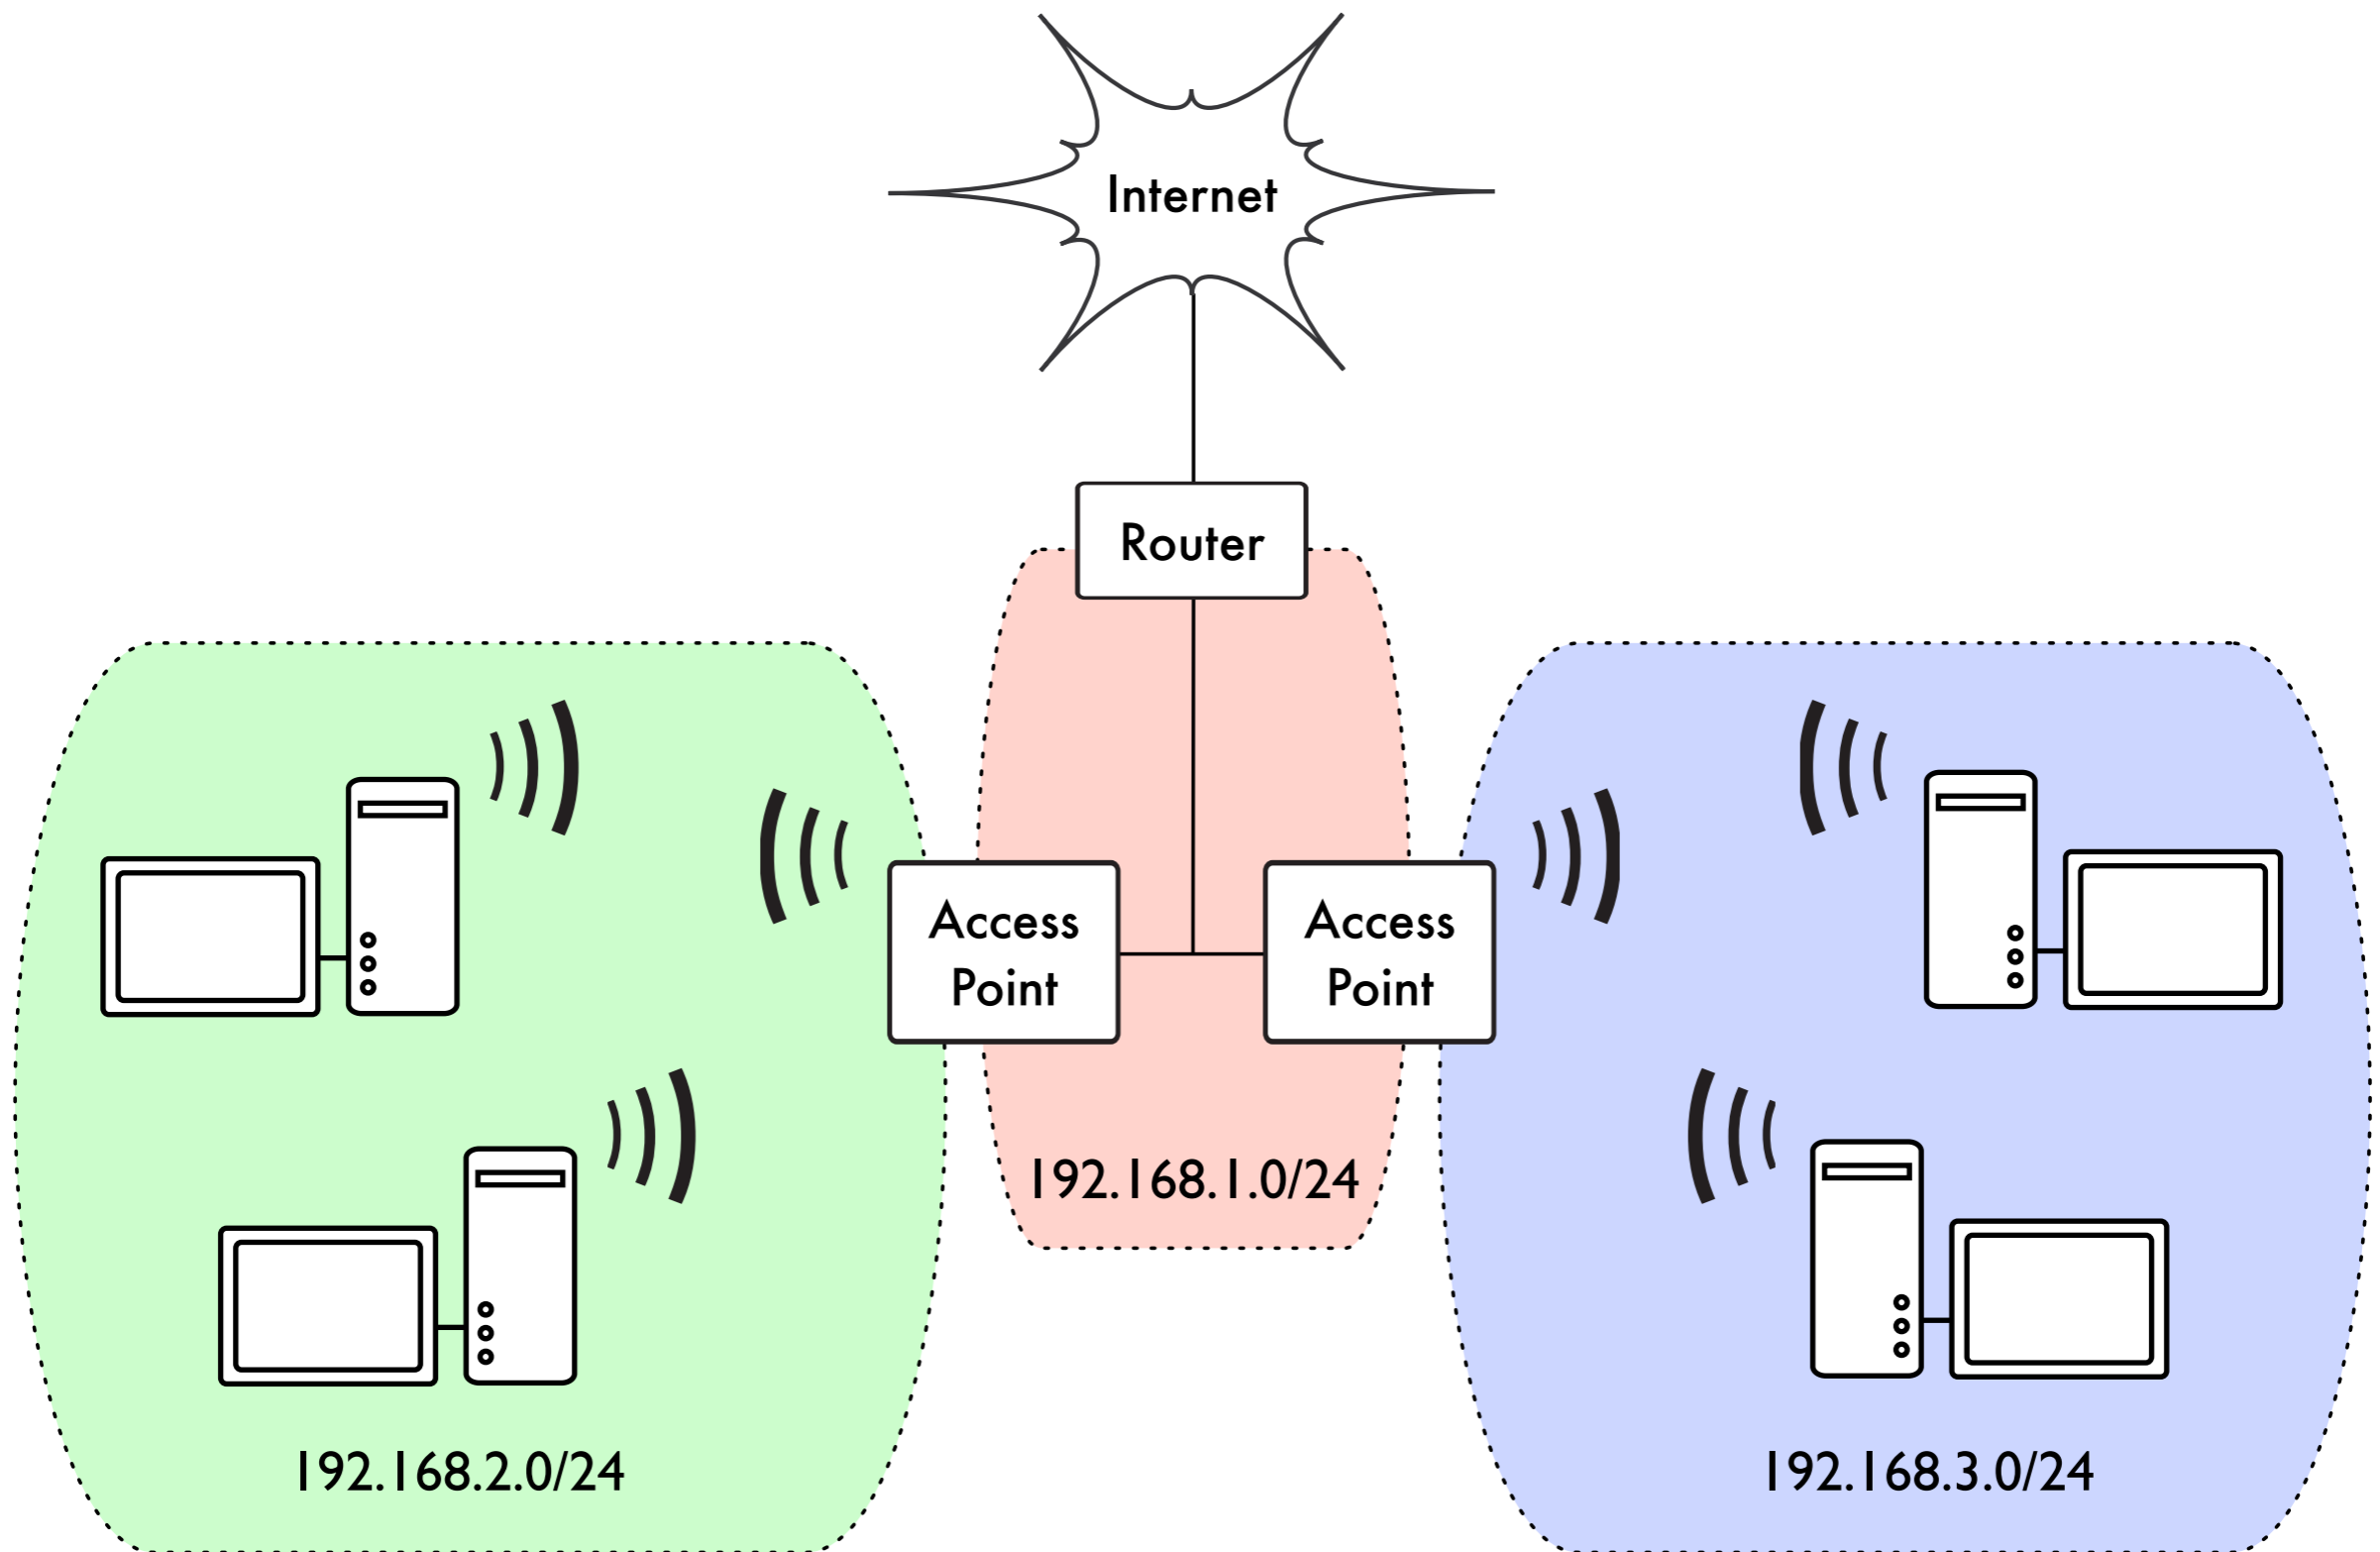 Internet
Router
Access
Point
Access
Point
192.168.1.0/24
192.168.2.0/24
192.168.3.0/24